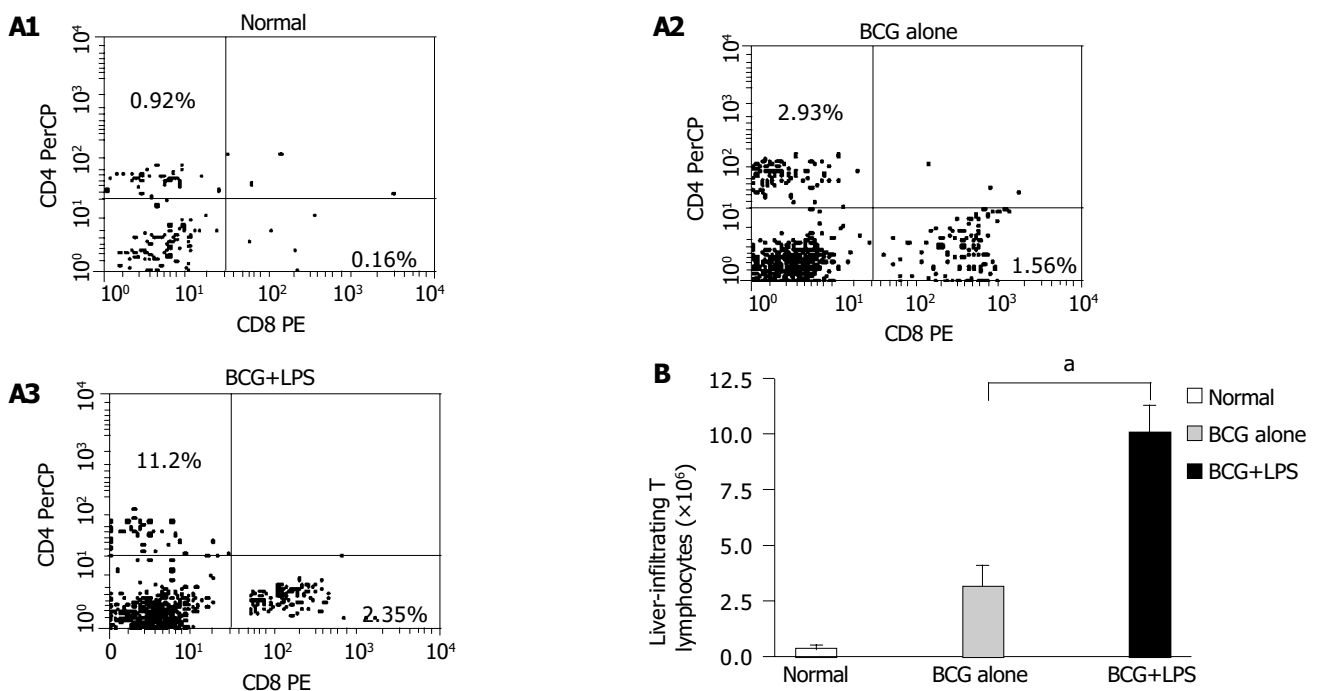 A1
Normal
10⁴
10³
10²
10¹
10⁰
CD4 PerCP
0.92%
0.16%
10⁰ 10¹ 10² 10³ 10⁴
CD8 PE
A2
BCG alone
10⁴
10³
10²
10¹
10⁰
CD4 PerCP
2.93%
1.56%
10⁰ 10¹ 10² 10³ 10⁴
CD8 PE
A3
BCG+LPS
10⁴
10³
10²
10¹
10⁰
CD4 PerCP
11.2%
2.35%
0 10¹ 10² 10³ 10⁴
CD8 PE
B
a
12.5
10.0
7.5
5.0
2.5
0.0
Liver-infiltrating T
lymphocytes (×10⁶)
Normal BCG alone BCG+LPS
Normal
BCG alone
BCG+LPS